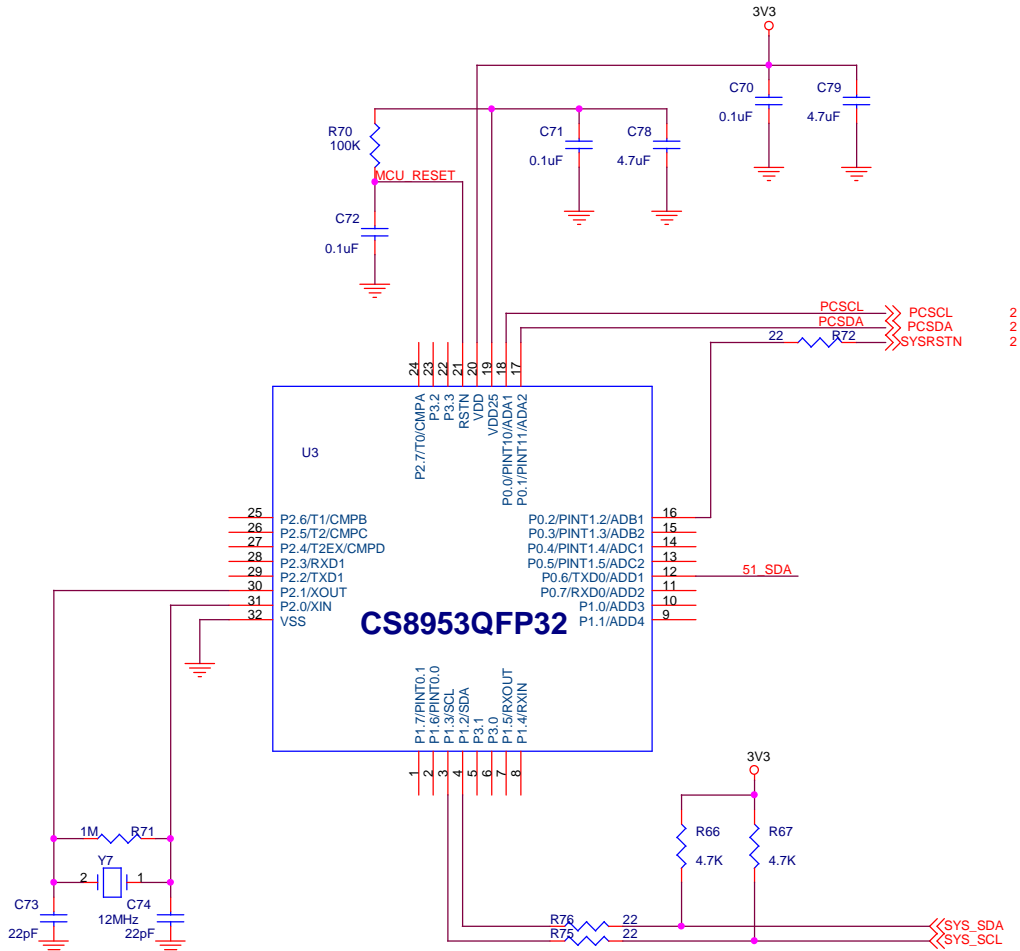 3V3
C70
0.1uF
C79
4.7uF
R70
100K
C71
0.1uF
C78
4.7uF
MCU_RESET
C72
0.1uF
PCSCL
PCSCL 2
PCSDA
PCSDA 2
22 R72
SYSRSTN 2
24 23 22 21 20 19 18 17
P2.7/T0/CMPA
P3.2
P3.3
RSTN
VDD
VDD25
P0.0/PINT10/ADA1
P0.1/PINT11/ADA2
U3
25 P2.6/T1/CMPB
26 P2.5/T2/CMPC
27 P2.4/T2EX/CMPD
28 P2.3/RXD1
29 P2.2/TXD1
30 P2.1/XOUT
31 P2.0/XIN
32 VSS
P0.2/PINT1.2/ADB1 16
P0.3/PINT1.3/ADB2 15
P0.4/PINT1.4/ADC1 14
P0.5/PINT1.5/ADC2 13
P0.6/TXD0/ADD1 12
51_SDA
P0.7/RXD0/ADD2 11
P1.0/ADD3 10
P1.1/ADD4 9
CS8953QFP32
P1.7/PINT0.1
P1.6/PINT0.0
P1.3/SCL
P1.2/SDA
P3.1
P3.0
P1.5/RXOUT
P1.4/RXIN
1 2 3 4 5 6 7 8
3V3
R66
4.7K
R67
4.7K
1M R71
Y7
2 1
12MHz
C73
22pF
C74
22pF
R76 22
SYS_SDA
R75 22
SYS_SCL